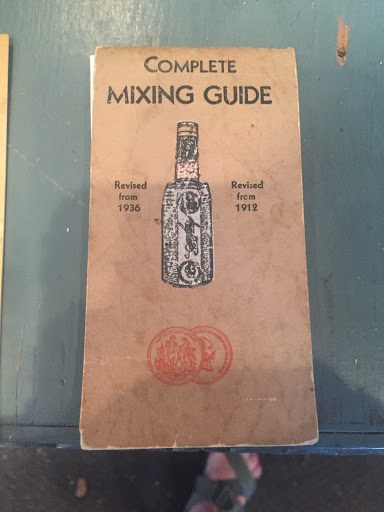 COMPLETE
MIXING GUIDE
Revised
from
1936
Revised
from
1912